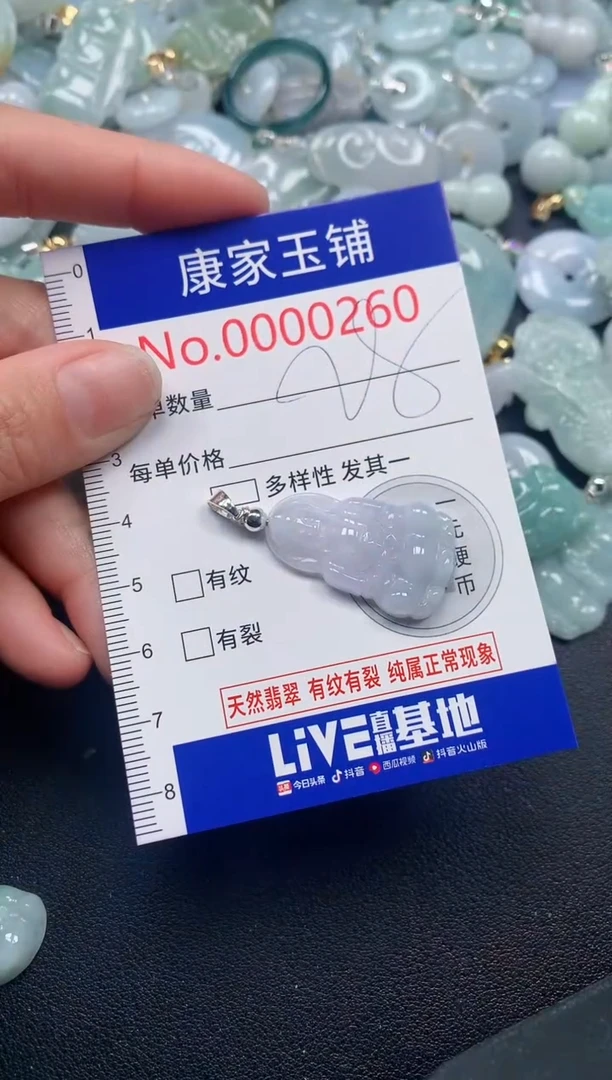 康家玉铺
No.0000260
单数量
每单价格
多样性 发其一
一元硬币
有纹
有裂
天然翡翠 有纹有裂 纯属正常现象
LiVE直播基地
今日头条 抖音 西瓜视频 抖音火山版
0
1
3
4
5
6
7
8